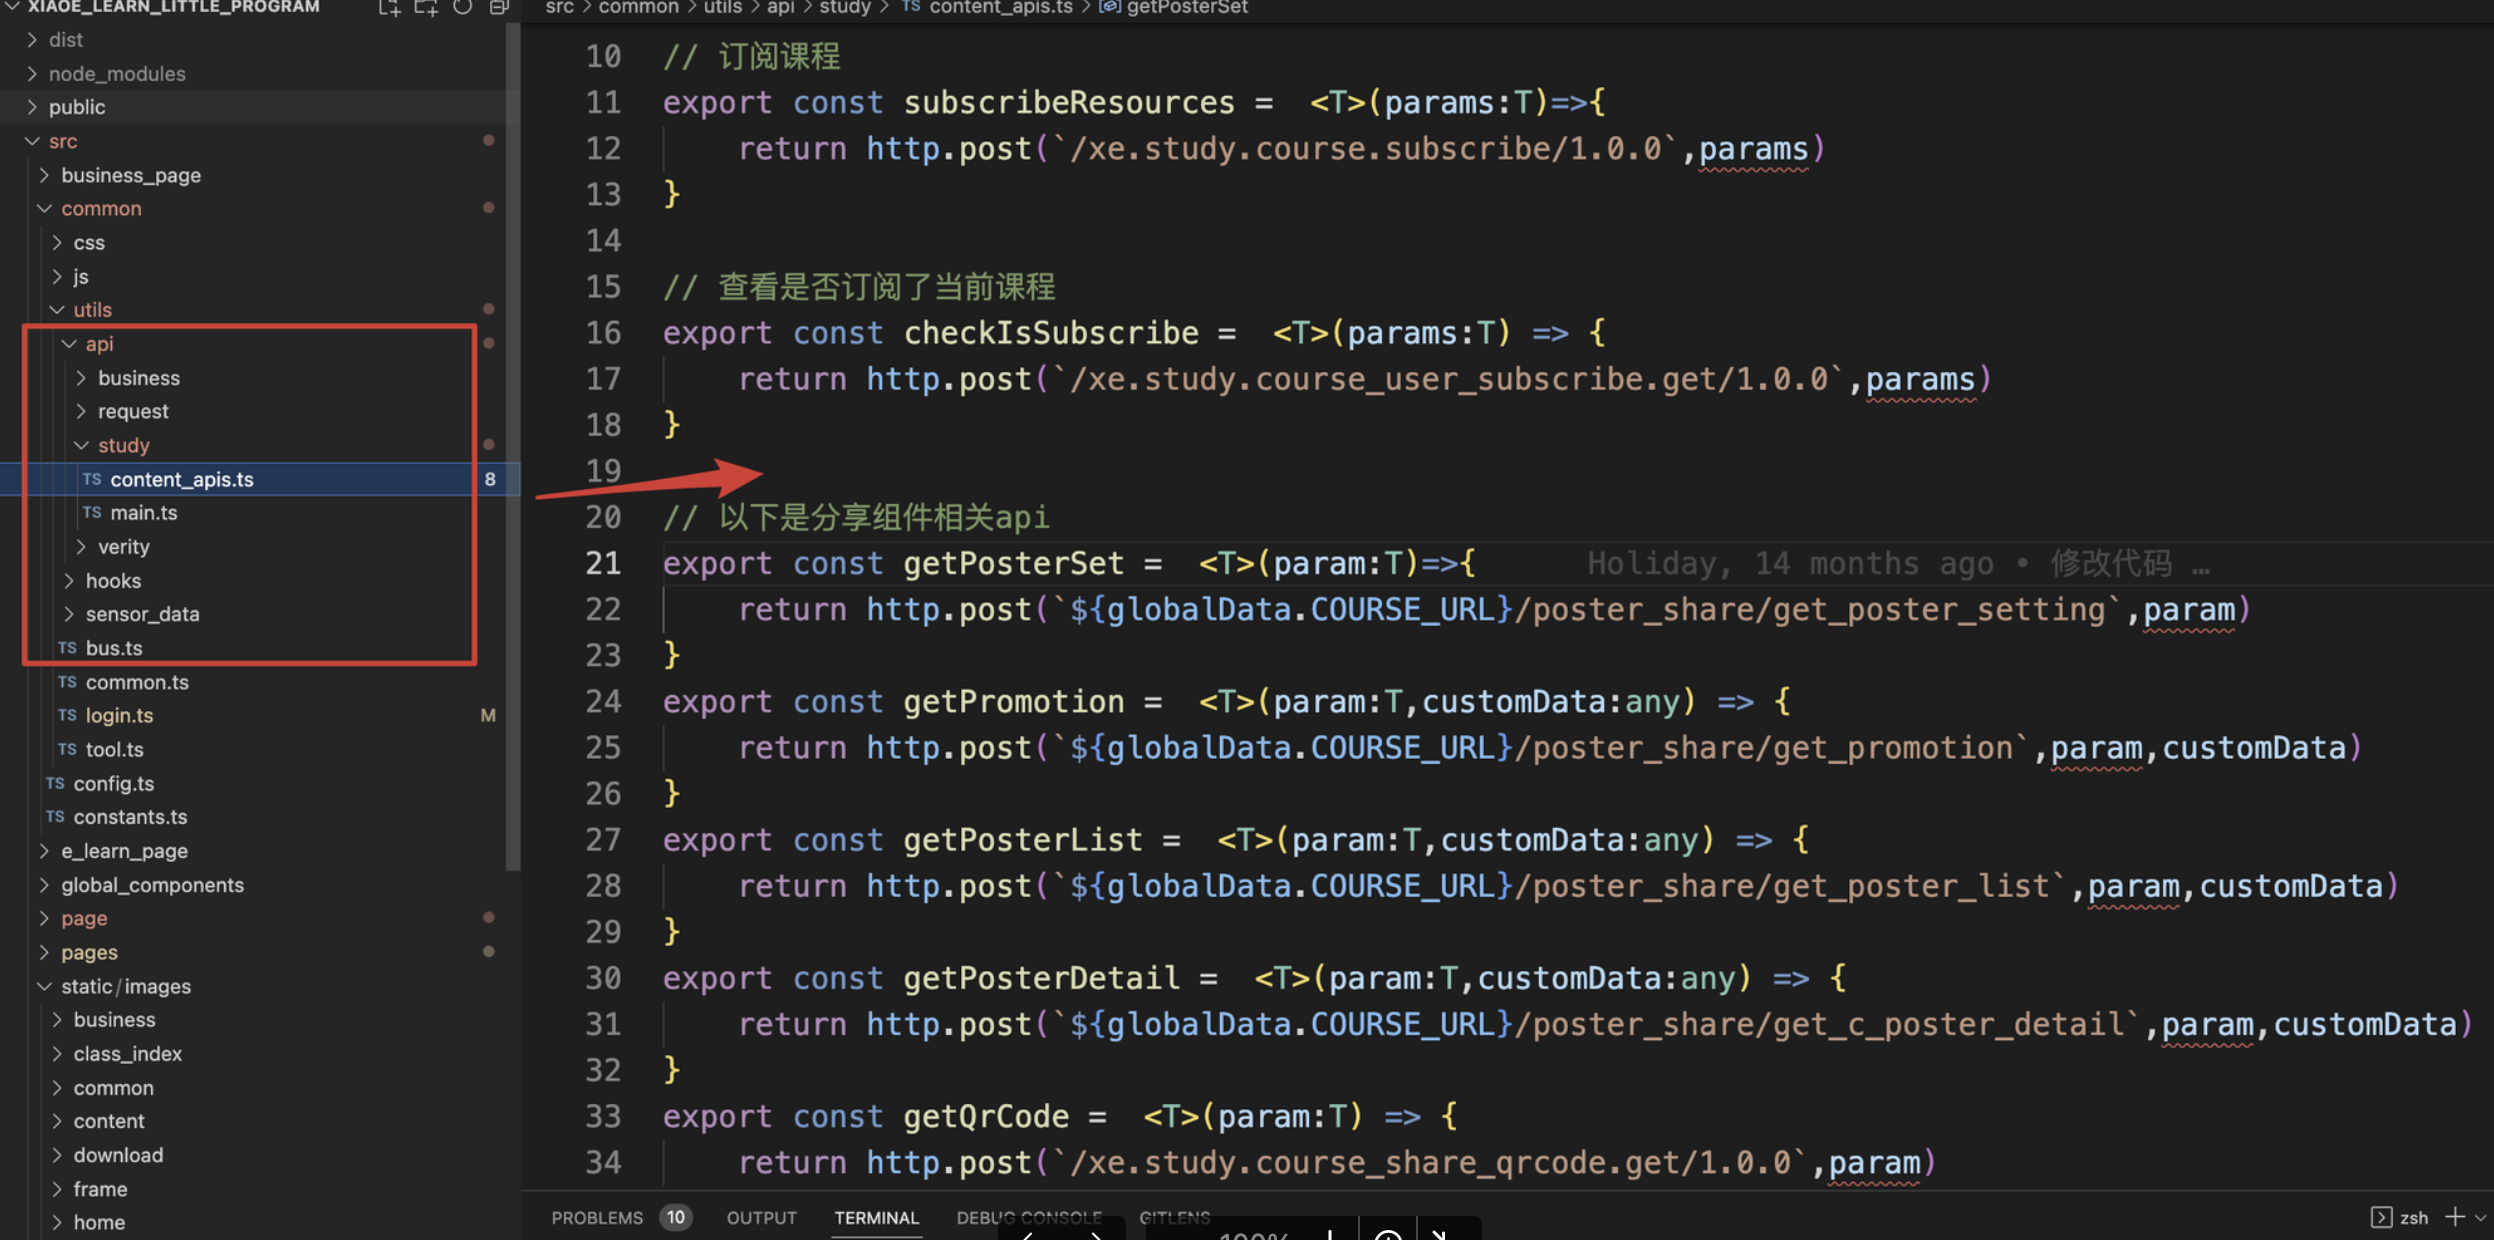 XIAOE_LEARN_LITTLE_PROGRAM
dist
node_modules
public
src
business_page
common
css
js
utils
api
business
request
study
TS content_apis.ts 8
TS main.ts
verity
hooks
sensor_data
TS bus.ts
TS common.ts
TS login.ts M
TS tool.ts
TS config.ts
TS constants.ts
e_learn_page
global_components
page
pages
static/images
business
class_index
common
content
download
frame
home
src > common > utils > api > study > TS content_apis.ts > getPosterSet
10 // 订阅课程
11 export const subscribeResources = <T>(params:T)=>{
12 return http.post(`/xe.study.course.subscribe/1.0.0`,params)
13 }
14
15 // 查看是否订阅了当前课程
16 export const checkIsSubscribe = <T>(params:T) => {
17 return http.post(`/xe.study.course_user_subscribe.get/1.0.0`,params)
18 }
19
20 // 以下是分享组件相关api
21 export const getPosterSet = <T>(param:T)=>{ Holiday, 14 months ago • 修改代码 …
22 return http.post(`${globalData.COURSE_URL}/poster_share/get_poster_setting`,param)
23 }
24 export const getPromotion = <T>(param:T,customData:any) => {
25 return http.post(`${globalData.COURSE_URL}/poster_share/get_promotion`,param,customData)
26 }
27 export const getPosterList = <T>(param:T,customData:any) => {
28 return http.post(`${globalData.COURSE_URL}/poster_share/get_poster_list`,param,customData)
29 }
30 export const getPosterDetail = <T>(param:T,customData:any) => {
31 return http.post(`${globalData.COURSE_URL}/poster_share/get_c_poster_detail`,param,customData)
32 }
33 export const getQrCode = <T>(param:T) => {
34 return http.post(`/xe.study.course_share_qrcode.get/1.0.0`,param)
PROBLEMS 10 OUTPUT TERMINAL DEBUG CONSOLE GITLENS zsh
100%